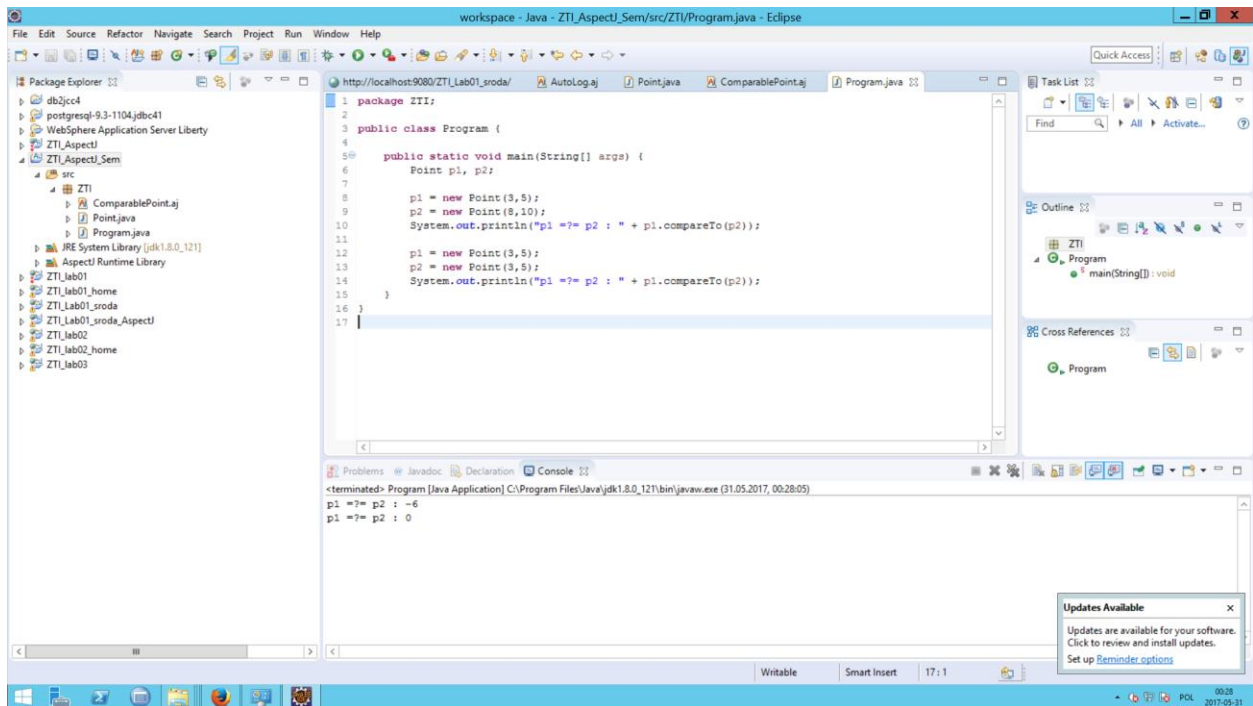 workspace - Java - ZTI_AspectJ_Sem/src/ZTI/Program.java - Eclipse
File Edit Source Refactor Navigate Search Project Run Window Help
Quick Access
Package Explorer
db2jcc4
postgresql-9.3-1104.jdbc41
WebSphere Application Server Liberty
ZTI_AspectJ
ZTI_AspectJ_Sem
src
ZTI
ComparablePoint.aj
Point.java
Program.java
JRE System Library [jdk1.8.0_121]
AspectJ Runtime Library
ZTI_lab01
ZTI_lab01_home
ZTI_Lab01_sroda
ZTI_Lab01_sroda_AspectJ
ZTI_lab02
ZTI_lab02_home
ZTI_lab03
http://localhost:9080/ZTI_Lab01_sroda/ AutoLog.aj Point.java ComparablePoint.aj Program.java
1 package ZTI;
2
3 public class Program {
4
5 public static void main(String[] args) {
6 Point p1, p2;
7
8 p1 = new Point(3,5);
9 p2 = new Point(8,10);
10 System.out.println("p1 =?= p2 : " + p1.compareTo(p2));
11
12 p1 = new Point(3,5);
13 p2 = new Point(3,5);
14 System.out.println("p1 =?= p2 : " + p1.compareTo(p2));
15 }
16 }
17
Task List
Find All Activate...
Outline
ZTI
Program
main(String[]) : void
Cross References
Program
Problems Javadoc Declaration Console
<terminated> Program [Java Application] C:\Program Files\Java\jdk1.8.0_121\bin\javaw.exe (31.05.2017, 00:28:05)
p1 =?= p2 : -6
p1 =?= p2 : 0
Updates Available
Updates are available for your software.
Click to review and install updates.
Set up Reminder options
Writable Smart Insert 17 : 1
POL 00:28
2017-05-31